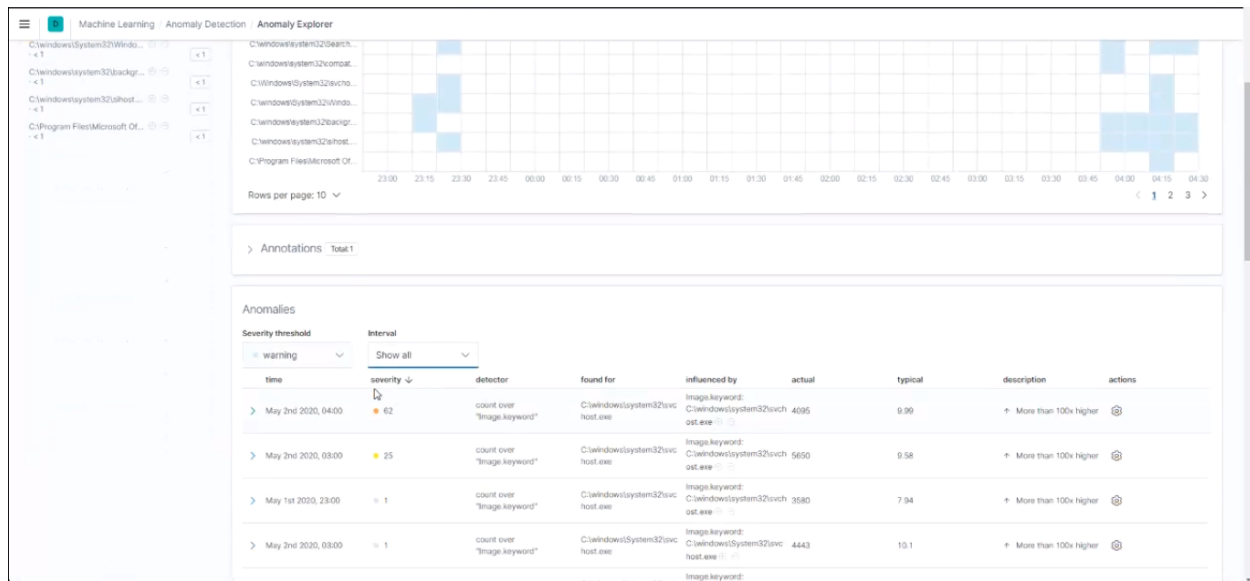 D Machine Learning / Anomaly Detection / Anomaly Explorer
C:\windows\System32\Windo...
- < 1
< 1
C:\windows\system32\backgr...
- < 1
< 1
C:\windows\system32\sihost....
- < 1
< 1
C:\Program Files\Microsoft Of...
- < 1
< 1
C:\windows\system32\Search...
C:\windows\system32\compat...
C:\Windows\System32\svcho...
C:\windows\System32\Windo...
C:\windows\system32\backgr...
C:\windows\system32\sihost....
C:\Program Files\Microsoft Of...
23:00 23:15 23:30 23:45 00:00 00:15 00:30 00:45 01:00 01:15 01:30 01:45 02:00 02:15 02:30 02:45 03:00 03:15 03:30 03:45 04:00 04:15 04:30
Rows per page: 10
1 2 3
Annotations Total: 1
Anomalies
Severity threshold Interval
warning Show all
time severity detector found for influenced by actual typical description actions
May 2nd 2020, 04:00 62 count over "Image.keyword" C:\windows\system32\svchost.exe Image.keyword: C:\windows\system32\svchost.exe 4095 9.99 ↑ More than 100x higher
May 2nd 2020, 03:00 25 count over "Image.keyword" C:\windows\system32\svchost.exe Image.keyword: C:\windows\system32\svchost.exe 5650 9.58 ↑ More than 100x higher
May 1st 2020, 23:00 1 count over "Image.keyword" C:\windows\system32\svchost.exe Image.keyword: C:\windows\system32\svchost.exe 3580 7.94 ↑ More than 100x higher
May 2nd 2020, 03:00 1 count over "Image.keyword" C:\windows\System32\svchost.exe Image.keyword: C:\windows\System32\svchost.exe 4443 10.1 ↑ More than 100x higher
Image.keyword: